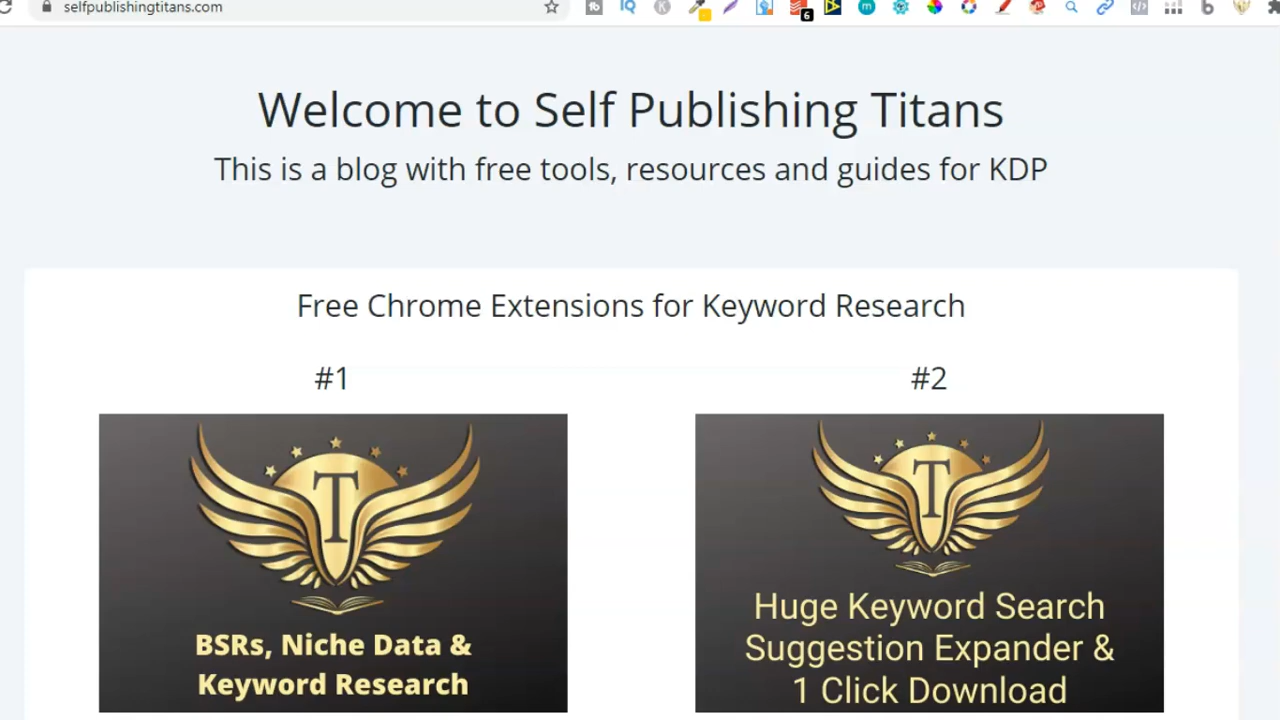 selfpublishingtitans.com
6
Welcome to Self Publishing Titans
This is a blog with free tools, resources and guides for KDP
Free Chrome Extensions for Keyword Research
#1
#2
T
BSRs, Niche Data &
Keyword Research
T
Huge Keyword Search
Suggestion Expander &
1 Click Download